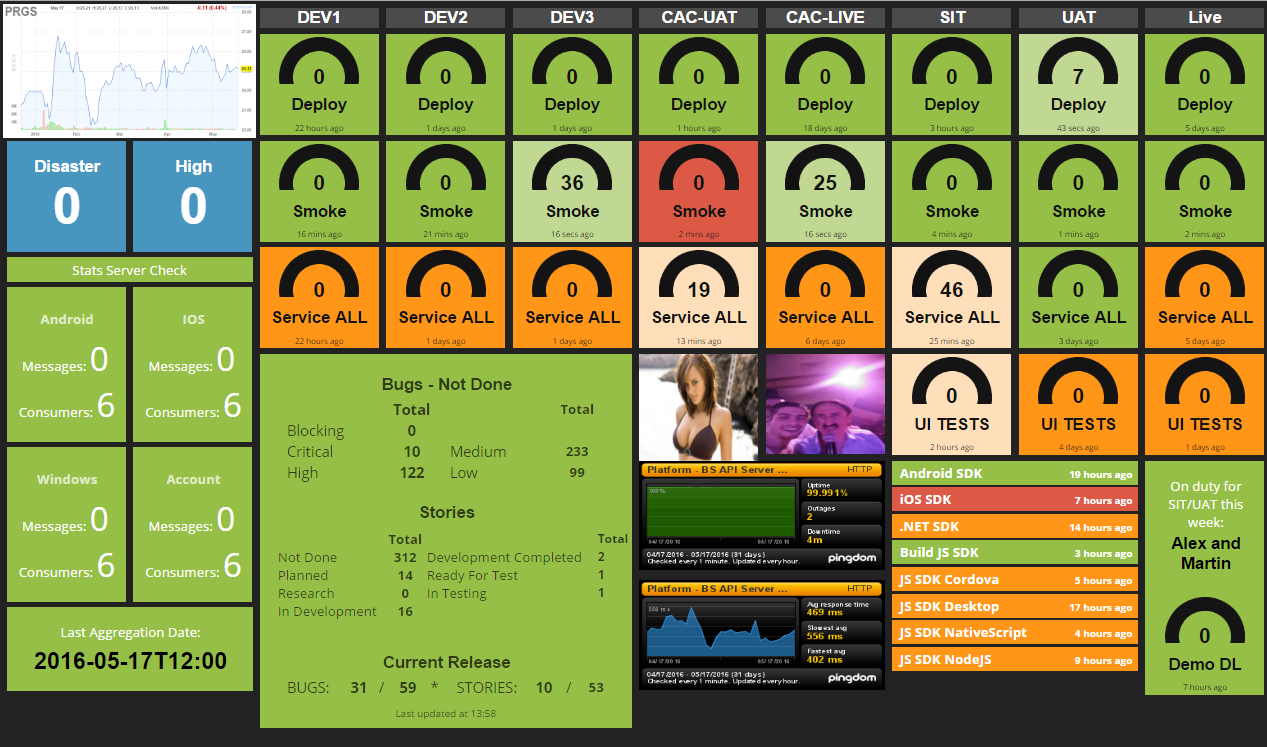 PRGS
DEV1 DEV2 DEV3 CAC-UAT CAC-LIVE SIT UAT Live
0 0 0 0 0 0 7 0
Deploy Deploy Deploy Deploy Deploy Deploy Deploy Deploy
22 hours ago 1 days ago 1 days ago 1 hours ago 18 days ago 3 hours ago 43 secs ago 5 days ago
Disaster High
0 0
0 0 36 0 25 0 0 0
Smoke Smoke Smoke Smoke Smoke Smoke Smoke Smoke
16 mins ago 21 mins ago 16 secs ago 2 mins ago 16 secs ago 4 mins ago 1 mins ago 2 mins ago
Stats Server Check
0 0 0 19 0 46 0 0
Service ALL Service ALL Service ALL Service ALL Service ALL Service ALL Service ALL Service ALL
22 hours ago 1 days ago 1 days ago 13 mins ago 6 days ago 25 mins ago 3 days ago 5 days ago
Android IOS
Messages: 0 Messages: 0
Consumers: 6 Consumers: 6
Windows Account
Messages: 0 Messages: 0
Consumers: 6 Consumers: 6
Last Aggregation Date:
2016-05-17T12:00
Bugs - Not Done
Total Total
Blocking 0
Critical 10 Medium 233
High 122 Low 99
Stories
Total Total
Not Done 312 Development Completed 2
Planned 14 Ready For Test 1
Research 0 In Testing 1
In Development 16
Current Release
BUGS: 31 / 59 * STORIES: 10 / 53
Last updated at 13:58
0 0 0
UI TESTS UI TESTS UI TESTS
2 hours ago 4 days ago 1 days ago
Platform - BS API Server ... HTTP
100 %
Uptime
99.991%
Outages
2
Downtime
4m
04/17/2016 05/17/2016
04/17/2016 - 05/17/2016 (31 days)
Checked every 1 minute. Updated every hour.
pingdom
Platform - BS API Server ... HTTP
556 ms
Avg response time
469 ms
Slowest avg
556 ms
Fastest avg
402 ms
04/17/2016 05/17/2016
04/17/2016 - 05/17/2016 (31 days)
Checked every 1 minute. Updated every hour.
pingdom
Android SDK 19 hours ago
iOS SDK 7 hours ago
.NET SDK 14 hours ago
Build JS SDK 3 hours ago
JS SDK Cordova 5 hours ago
JS SDK Desktop 17 hours ago
JS SDK NativeScript 4 hours ago
JS SDK NodeJS 9 hours ago
On duty for
SIT/UAT this
week:
Alex and
Martin
0
Demo DL
7 hours ago